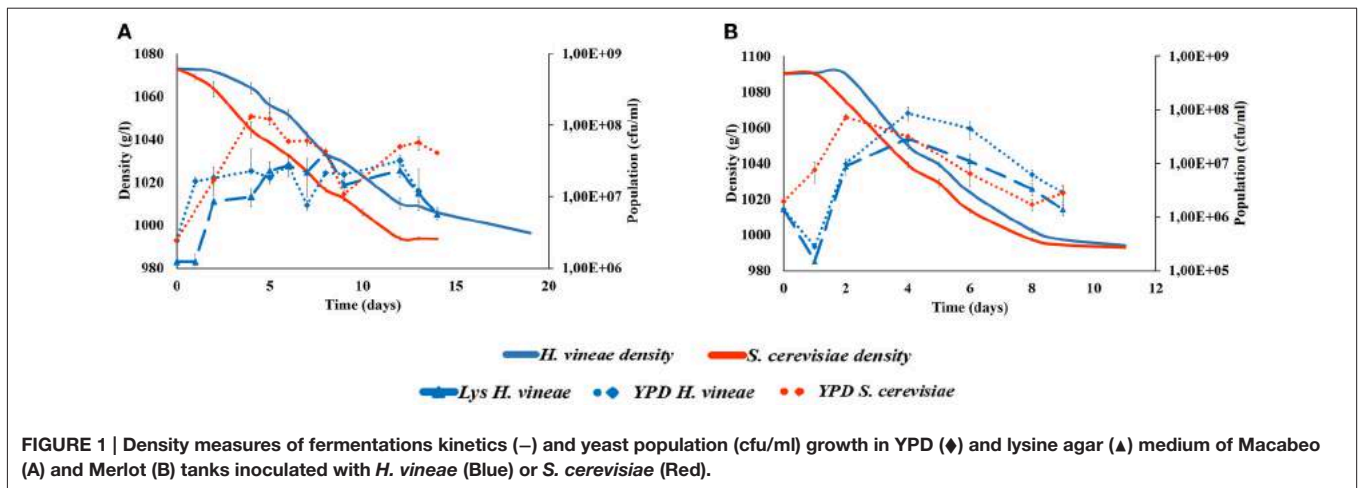 A
1080
1060
1040
1020
1000
980
Density (g/l)
1,00E+09
1,00E+08
1,00E+07
1,00E+06
Population (cfu/ml)
0 5 10 15 20
Time (days)
B
1100
1080
1060
1040
1020
1000
980
Density (g/l)
1,00E+09
1,00E+08
1,00E+07
1,00E+06
1,00E+05
Population (cfu/ml)
0 2 4 6 8 10 12
Time (days)
H. vineae density S. cerevisiae density
Lys H. vineae YPD H. vineae YPD S. cerevisiae
FIGURE 1 | Density measures of fermentations kinetics (–) and yeast population (cfu/ml) growth in YPD (♦) and lysine agar (▲) medium of Macabeo
(A) and Merlot (B) tanks inoculated with H. vineae (Blue) or S. cerevisiae (Red).